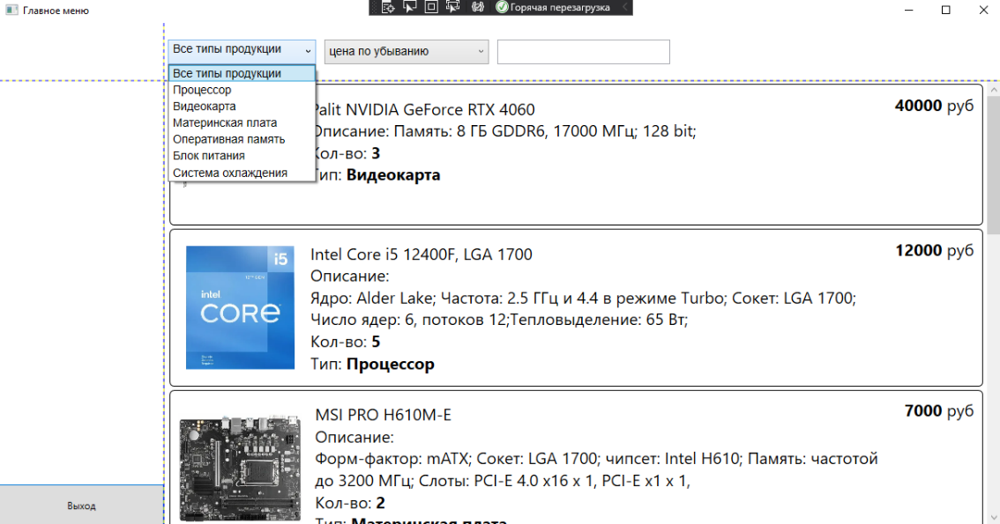 Главное меню
Горячая перезагрузка
Все типы продукции
цена по убыванию
Все типы продукции
Процессор
Видеокарта
Материнская плата
Оперативная память
Блок питания
Система охлаждения
Palit NVIDIA GeForce RTX 4060
40000 руб
Описание: Память: 8 ГБ GDDR6, 17000 МГц; 128 bit;
Кол-во: 3
Тип: Видеокарта
i5
intel
CORE
Intel Core i5 12400F, LGA 1700
12000 руб
Описание:
Ядро: Alder Lake; Частота: 2.5 ГГц и 4.4 в режиме Turbo; Сокет: LGA 1700;
Число ядер: 6, потоков 12;Тепловыделение: 65 Вт;
Кол-во: 5
Тип: Процессор
MSI PRO H610M-E
7000 руб
Описание:
Форм-фактор: mATX; Сокет: LGA 1700; чипсет: Intel H610; Память: частотой
до 3200 МГц; Слоты: PCI-E 4.0 x16 x 1, PCI-E x1 x 1,
Кол-во: 2
Тип: Материнская плата
Выход